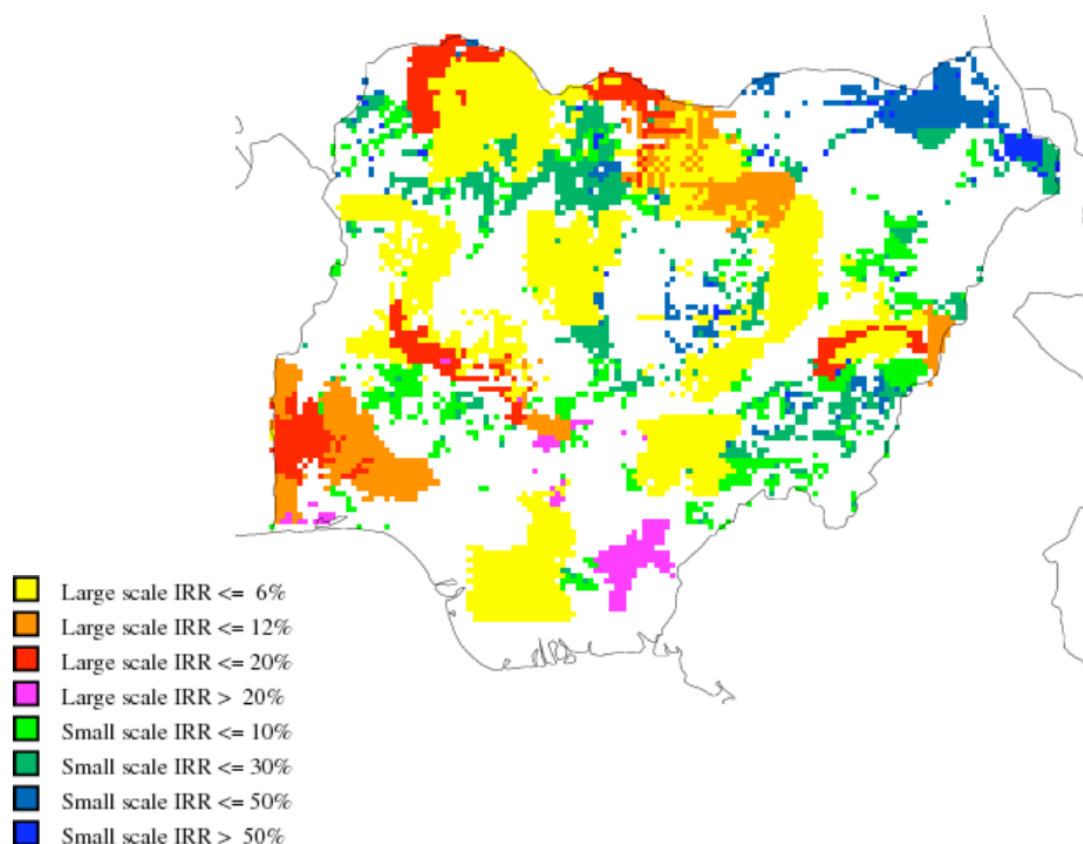 Large scale IRR <= 6%
Large scale IRR <= 12%
Large scale IRR <= 20%
Large scale IRR > 20%
Small scale IRR <= 10%
Small scale IRR <= 30%
Small scale IRR <= 50%
Small scale IRR > 50%